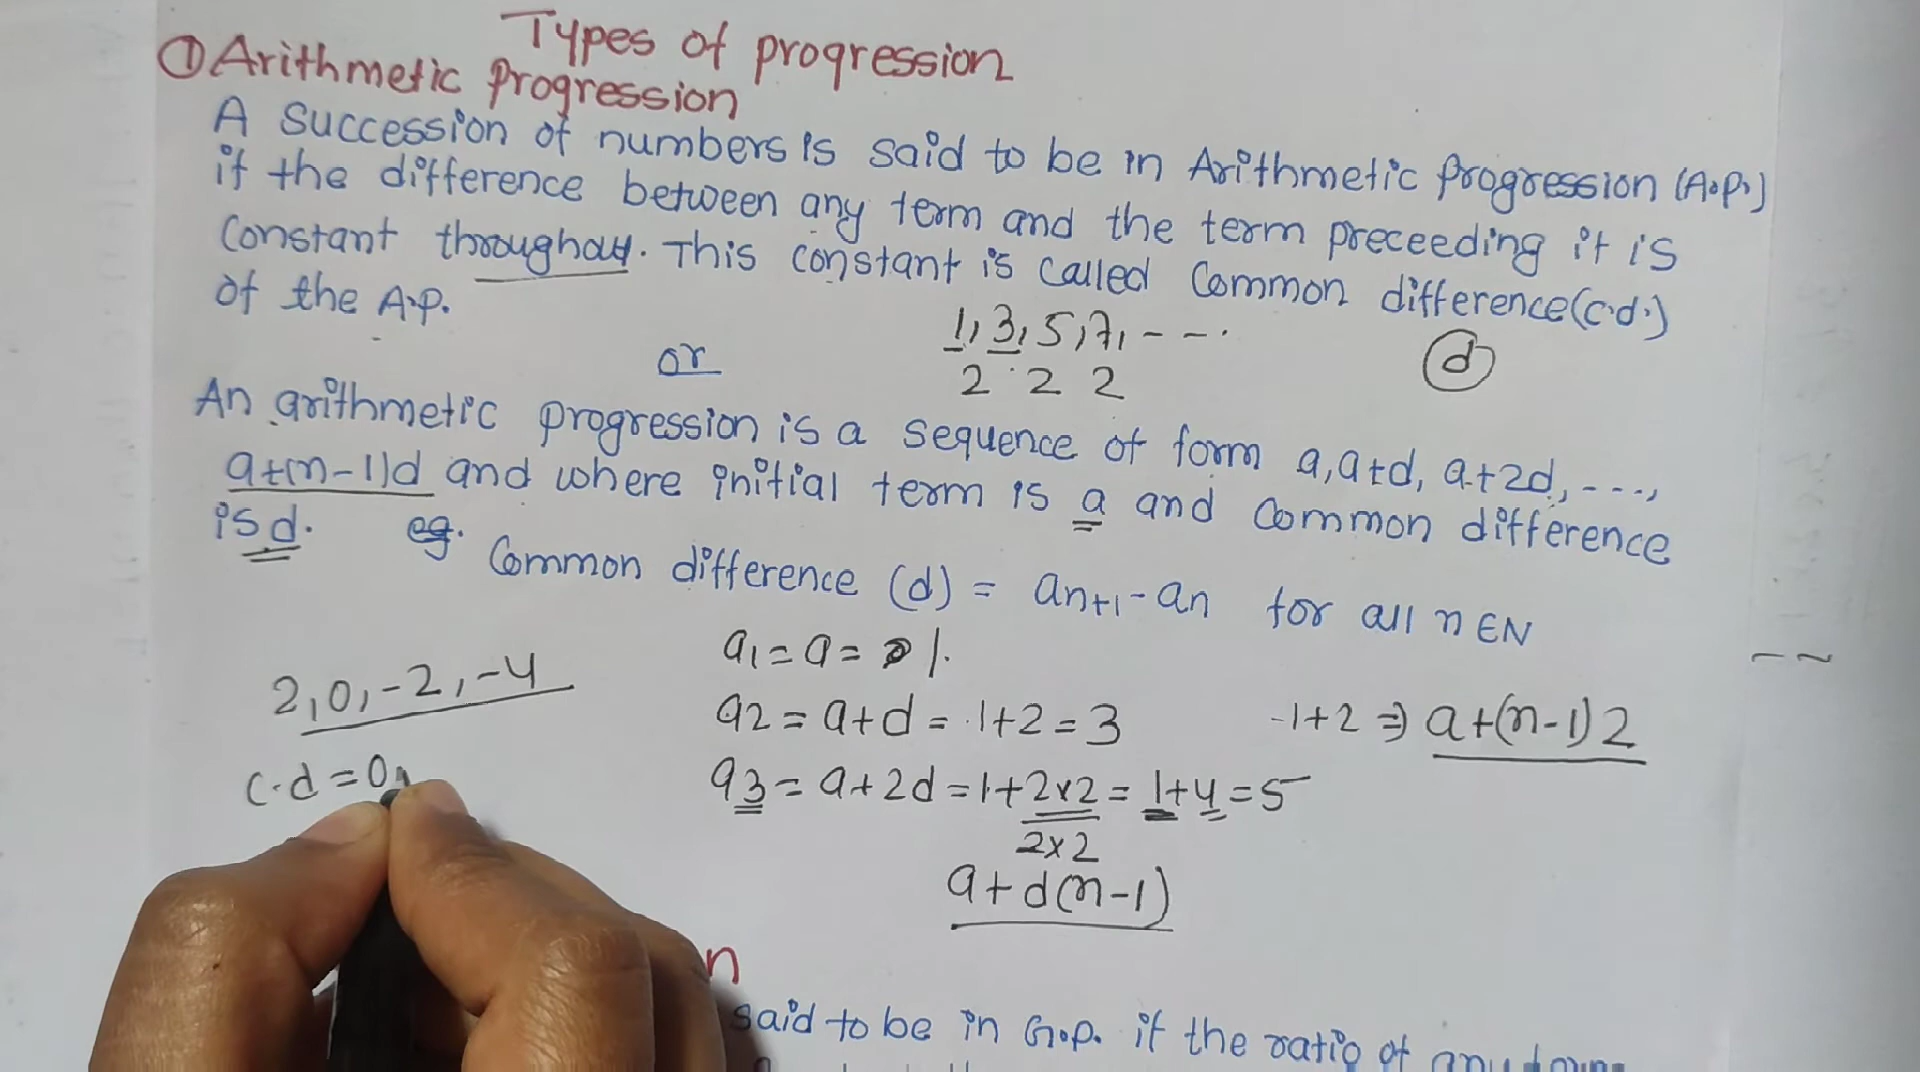 Types of progression
① Arithmetic Progression
A Succession of numbers is said to be in Arithmetic Progression (A.P.)
if the difference between any term and the term preceeding it is
Constant throughout. This constant is called Common difference (c.d.)
of the A.P.
1, 3, 5, 7, - - -.
d
or
2 2 2
An arithmetic progression is a sequence of form a, a+d, a+2d, ---,
a+(n-1)d and where initial term is a and common difference
is d. eg.
Common difference (d) = an+1 - an for all n ∈ N
a1 = a = 1.
2, 0, -2, -4
a2 = a+d = 1+2 = 3
-1+2 ⇒ a+(n-1)2
c.d = 0
a3 = a+2d = 1+2×2 = 1+4 = 5
2×2
a+d(n-1)
n
said to be in G.P. if the ratio of any